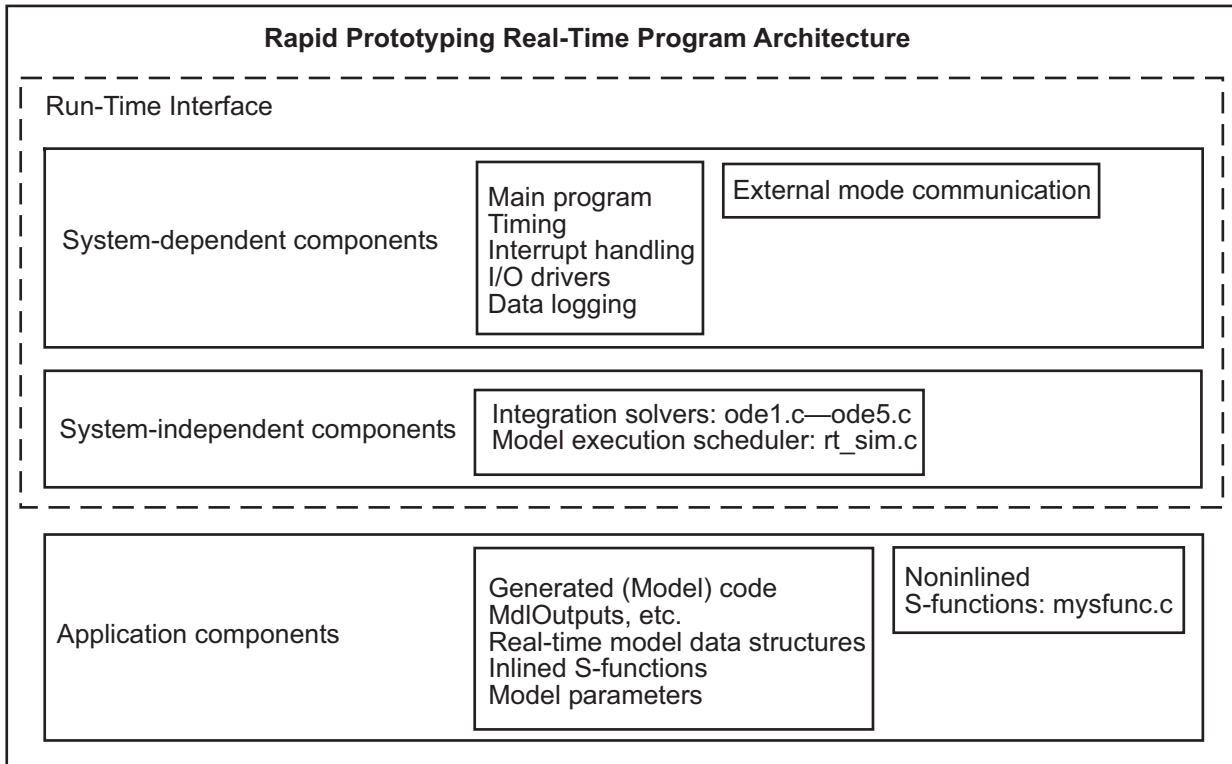 Rapid Prototyping Real-Time Program Architecture
Run-Time Interface
System-dependent components
Main program
Timing
Interrupt handling
I/O drivers
Data logging
External mode communication
System-independent components
Integration solvers: ode1.c—ode5.c
Model execution scheduler: rt_sim.c
Application components
Generated (Model) code
MdlOutputs, etc.
Real-time model data structures
Inlined S-functions
Model parameters
Noninlined
S-functions: mysfunc.c